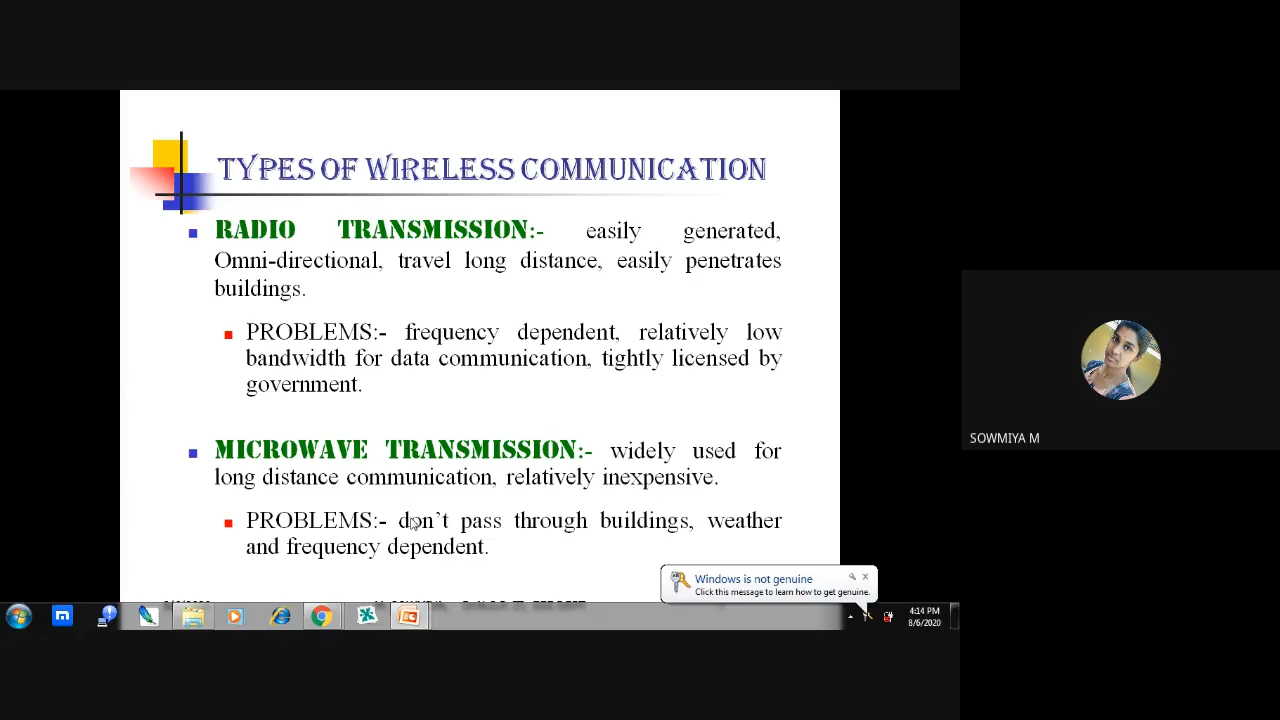 TYPES OF WIRELESS COMMUNICATION
RADIO TRANSMISSION:- easily generated,
Omni-directional, travel long distance, easily penetrates
buildings.
PROBLEMS:- frequency dependent, relatively low
bandwidth for data communication, tightly licensed by
government.
MICROWAVE TRANSMISSION:- widely used for
long distance communication, relatively inexpensive.
PROBLEMS:- don't pass through buildings, weather
and frequency dependent.
SOWMIYA M
Windows is not genuine
Click this message to learn how to get genuine.
4:14 PM
8/6/2020